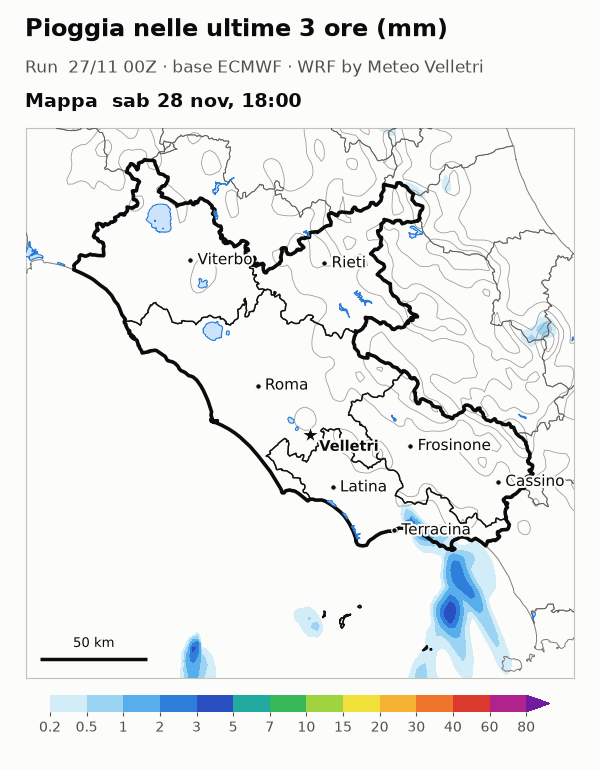 Pioggia nelle ultime 3 ore (mm)
Run  27/11 00Z · base ECMWF · WRF by Meteo Velletri
Mappa  sab 28 nov, 18:00
Viterbo
Rieti
Roma
Velletri
Frosinone
Latina
Cassino
Terracina
50 km
0.2 0.5 1 2 3 5 7 10 15 20 30 40 60 80